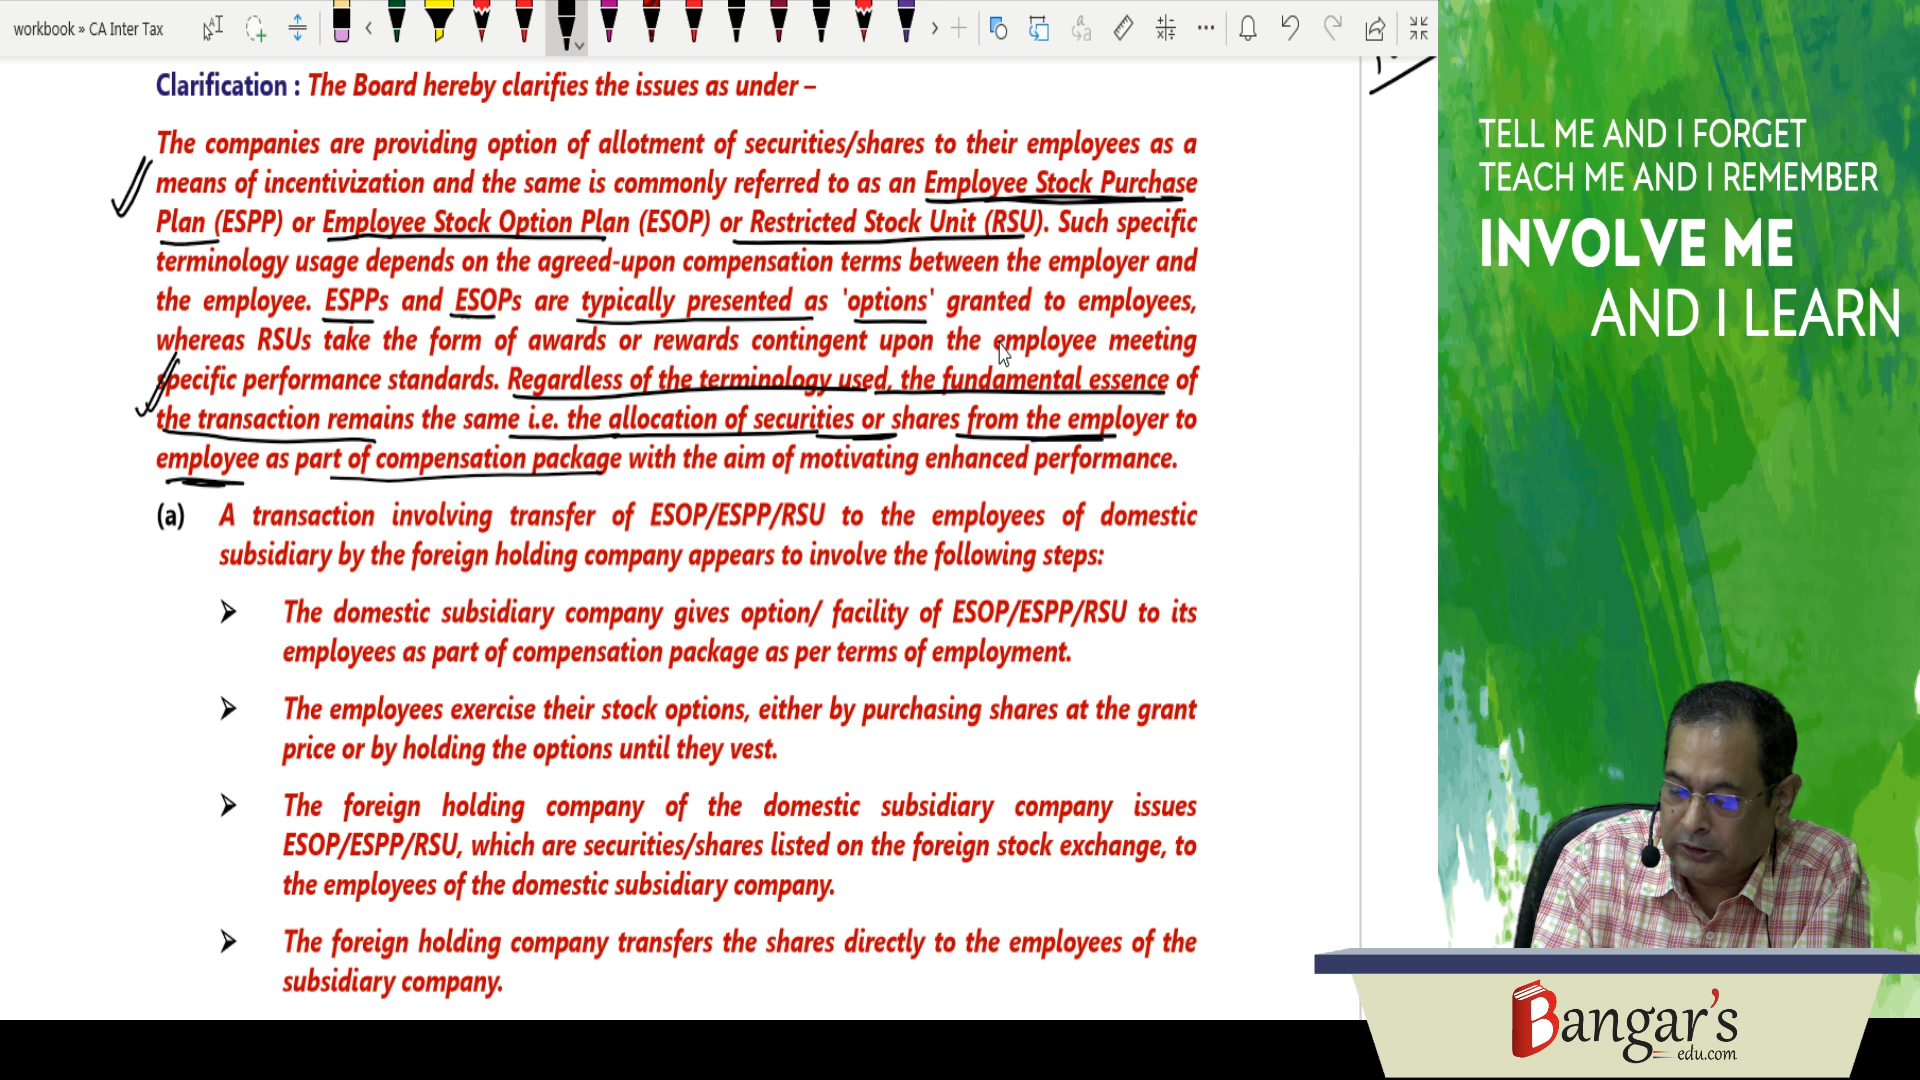 workbook » CA Inter Tax
Clarification : The Board hereby clarifies the issues as under –
The companies are providing option of allotment of securities/shares to their employees as a
means of incentivization and the same is commonly referred to as an Employee Stock Purchase
Plan (ESPP) or Employee Stock Option Plan (ESOP) or Restricted Stock Unit (RSU). Such specific
terminology usage depends on the agreed-upon compensation terms between the employer and
the employee. ESPPs and ESOPs are typically presented as 'options' granted to employees,
whereas RSUs take the form of awards or rewards contingent upon the employee meeting
specific performance standards. Regardless of the terminology used, the fundamental essence of
the transaction remains the same i.e. the allocation of securities or shares from the employer to
employee as part of compensation package with the aim of motivating enhanced performance.
(a) A transaction involving transfer of ESOP/ESPP/RSU to the employees of domestic
subsidiary by the foreign holding company appears to involve the following steps:
➢ The domestic subsidiary company gives option/ facility of ESOP/ESPP/RSU to its
employees as part of compensation package as per terms of employment.
➢ The employees exercise their stock options, either by purchasing shares at the grant
price or by holding the options until they vest.
➢ The foreign holding company of the domestic subsidiary company issues
ESOP/ESPP/RSU, which are securities/shares listed on the foreign stock exchange, to
the employees of the domestic subsidiary company.
➢ The foreign holding company transfers the shares directly to the employees of the
subsidiary company.
TELL ME AND I FORGET
TEACH ME AND I REMEMBER
INVOLVE ME
AND I LEARN
Bangar's
edu.com